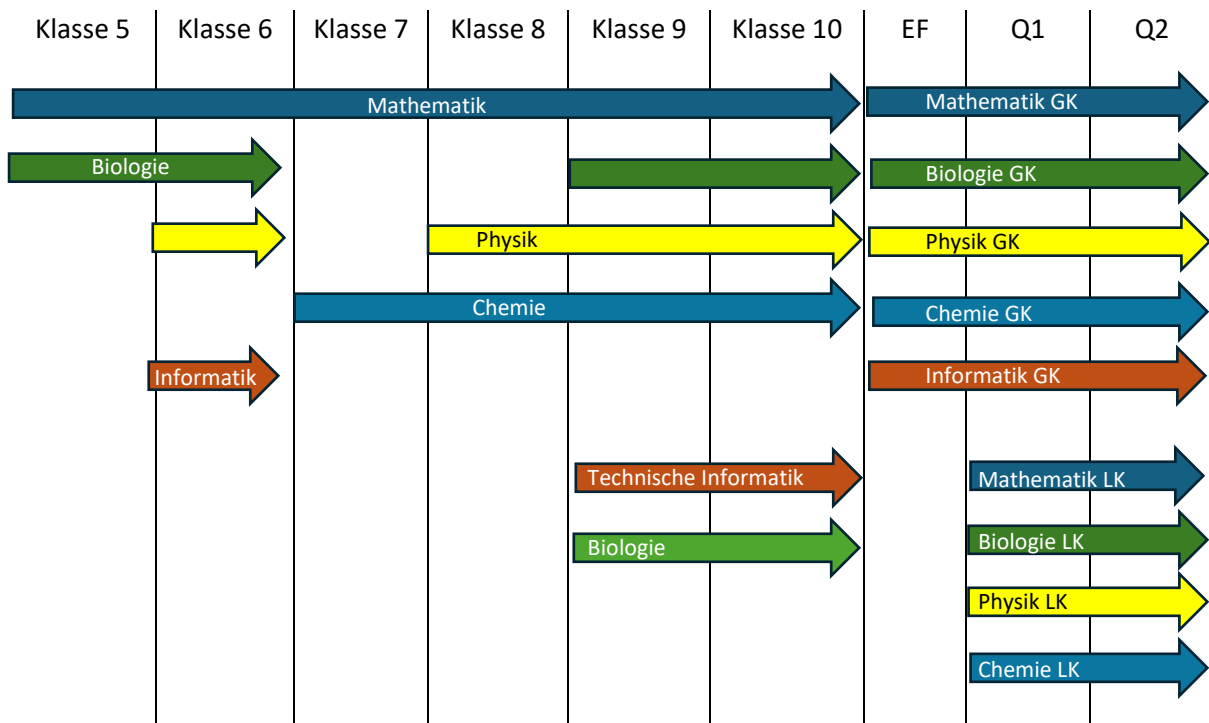 Klasse 5 Klasse 6 Klasse 7 Klasse 8 Klasse 9 Klasse 10 EF Q1 Q2
Mathematik Mathematik GK
Biologie Biologie GK
Physik Physik GK
Chemie Chemie GK
Informatik Informatik GK
Technische Informatik Mathematik LK
Biologie Biologie LK
Physik LK
Chemie LK